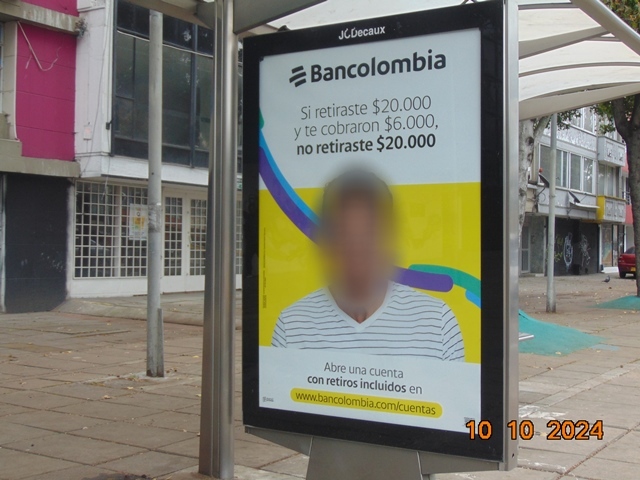 JCDecaux
Bancolombia
Si retiraste $20.000
y te cobraron $6.000,
no retiraste $20.000
Abre una cuenta
con retiros incluidos en
www.bancolombia.com/cuentas
10 10 2024